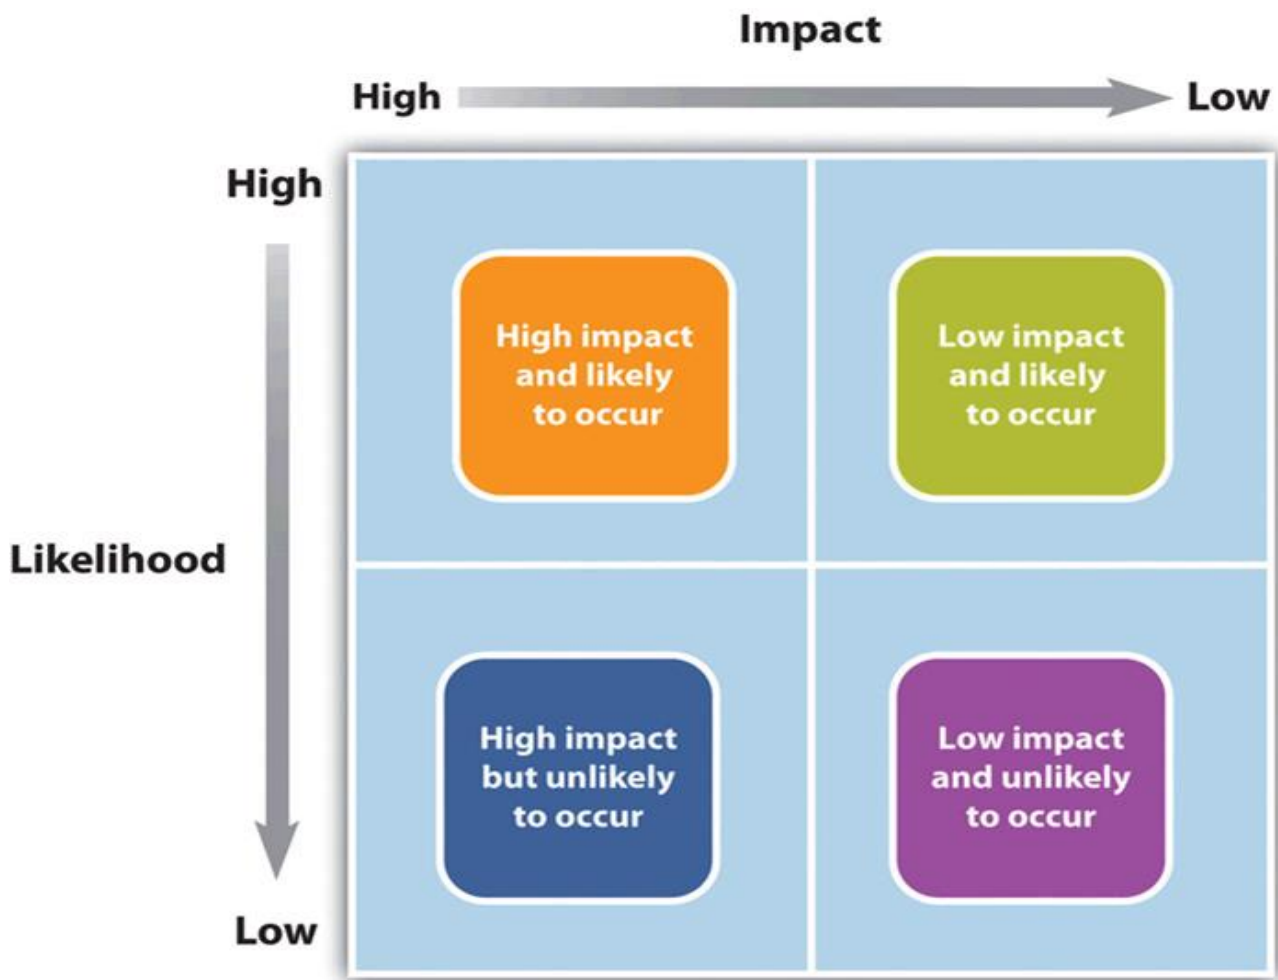 Impact
High
Low
High
Likelihood
Low
High impact
and likely
to occur
Low impact
and likely
to occur
High impact
but unlikely
to occur
Low impact
and unlikely
to occur